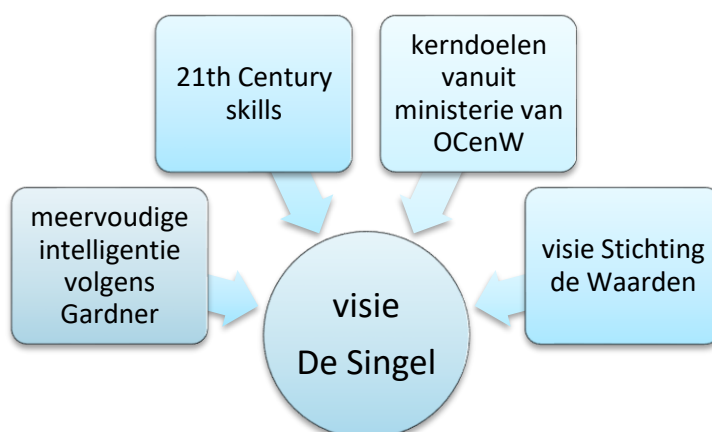 meervoudige
intelligentie
volgens
Gardner
21th Century
skills
kerndoelen
vanuit
ministerie van
OCenW
visie Stichting
de Waarden
visie
De Singel